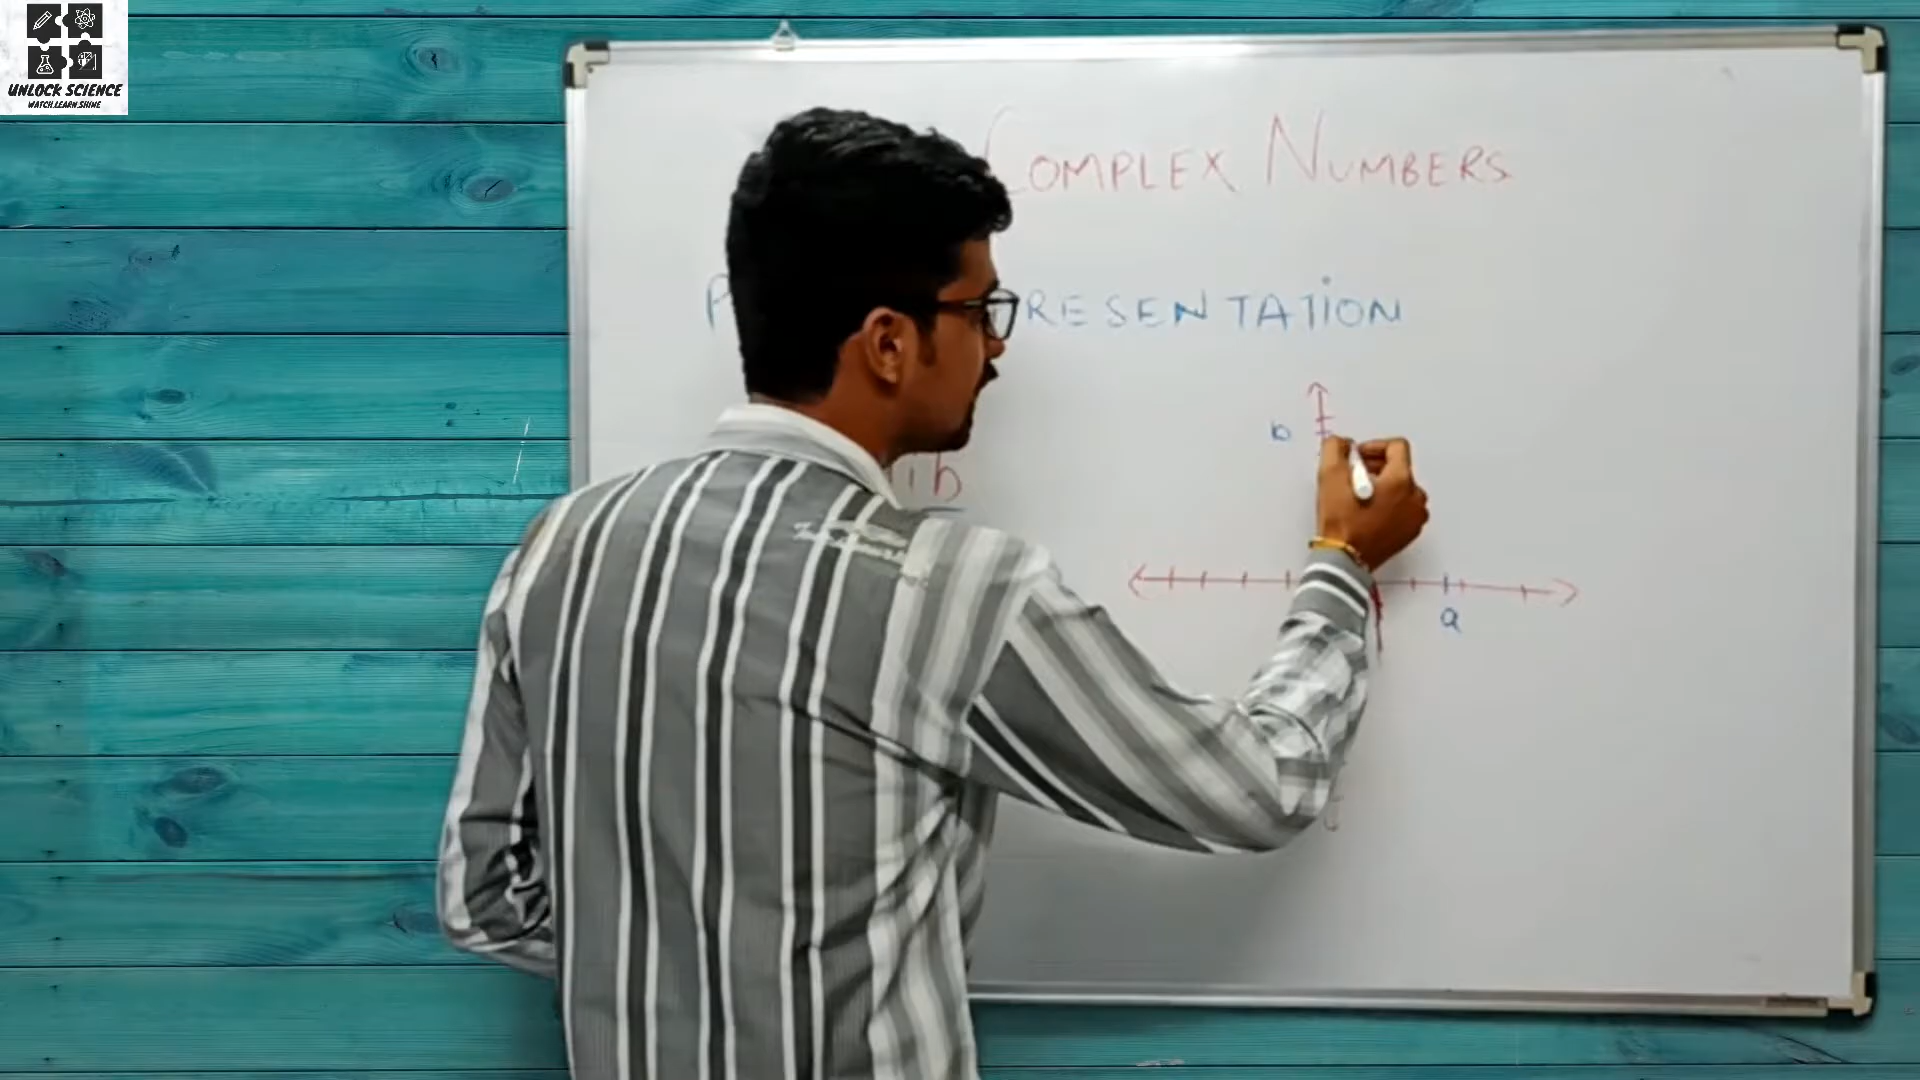 UNLOCK SCIENCE
WATCH.LEARN.SHINE
COMPLEX NUMBERS
P RESENTATION
b
ib
a